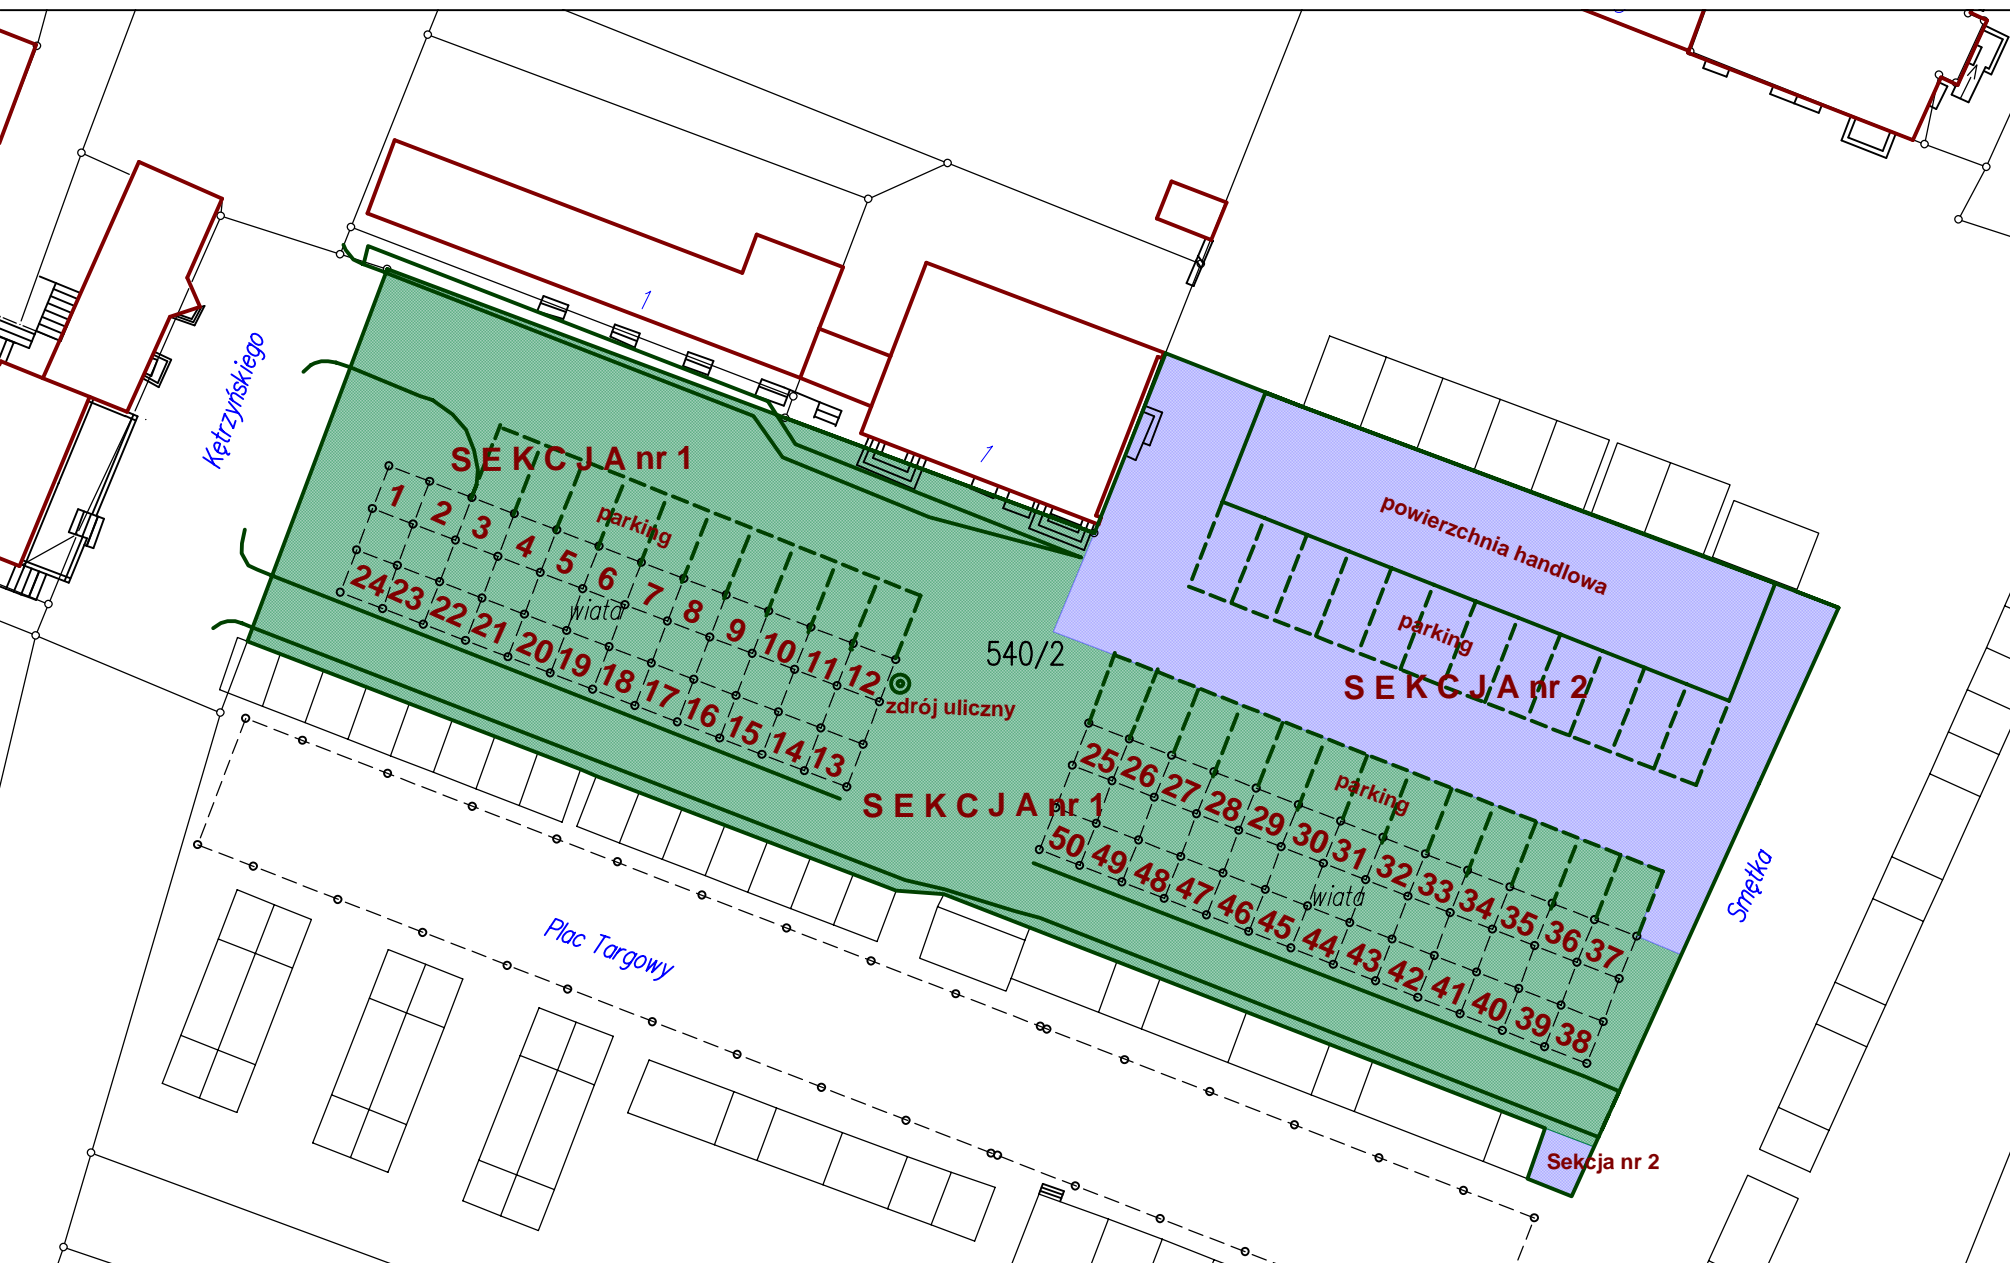 1
Kętrzyńskiego
SEKCJA nr 1
1
parking
powierzchnia handlowa
1 2 3 4 5 6 7 8 9 10 11 12
wiata
24 23 22 21 20 19 18 17 16 15 14 13
540/2
zdrój uliczny
parking
SEKCJA nr 2
SEKCJA nr 1
parking
25 26 27 28 29 30 31 32 33 34 35 36 37
wiata
50 49 48 47 46 45 44 43 42 41 40 39 38
Smętka
Plac Targowy
Sekcja nr 2